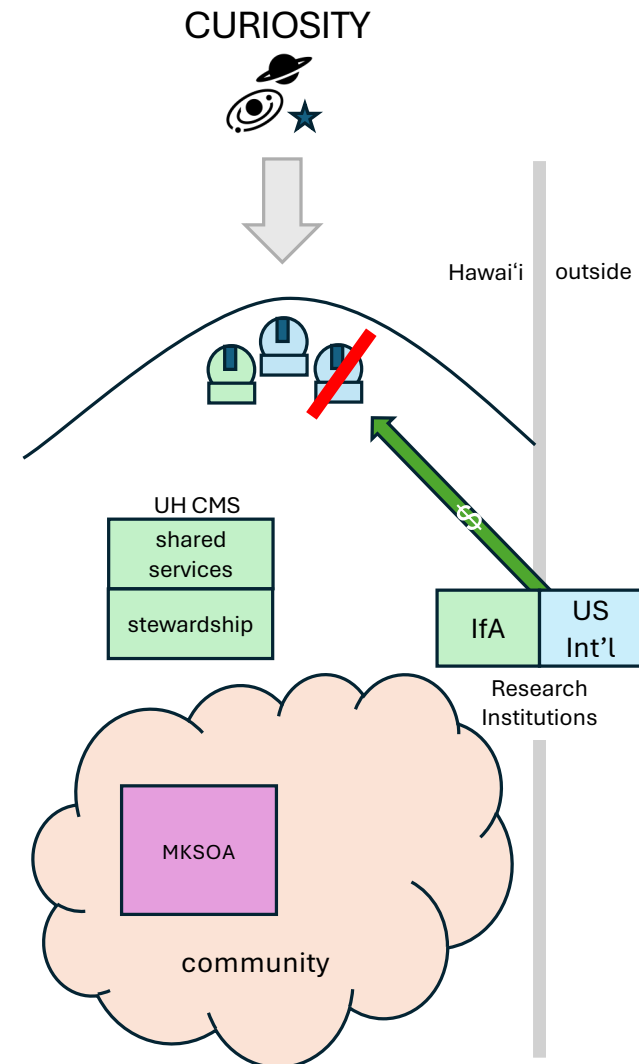 CURIOSITY
Hawaiʻi
outside
$
UH CMS
shared
services
stewardship
IfA
US
Int’l
Research
Institutions
MKSOA
community